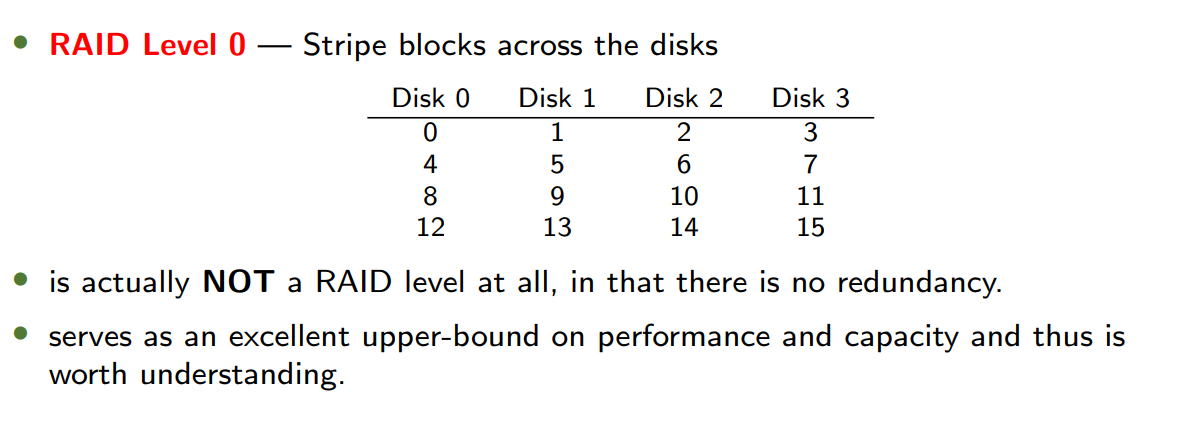 • RAID Level 0 — Stripe blocks across the disks
Disk 0 Disk 1 Disk 2 Disk 3
0 1 2 3
4 5 6 7
8 9 10 11
12 13 14 15
• is actually NOT a RAID level at all, in that there is no redundancy.
• serves as an excellent upper-bound on performance and capacity and thus is
worth understanding.